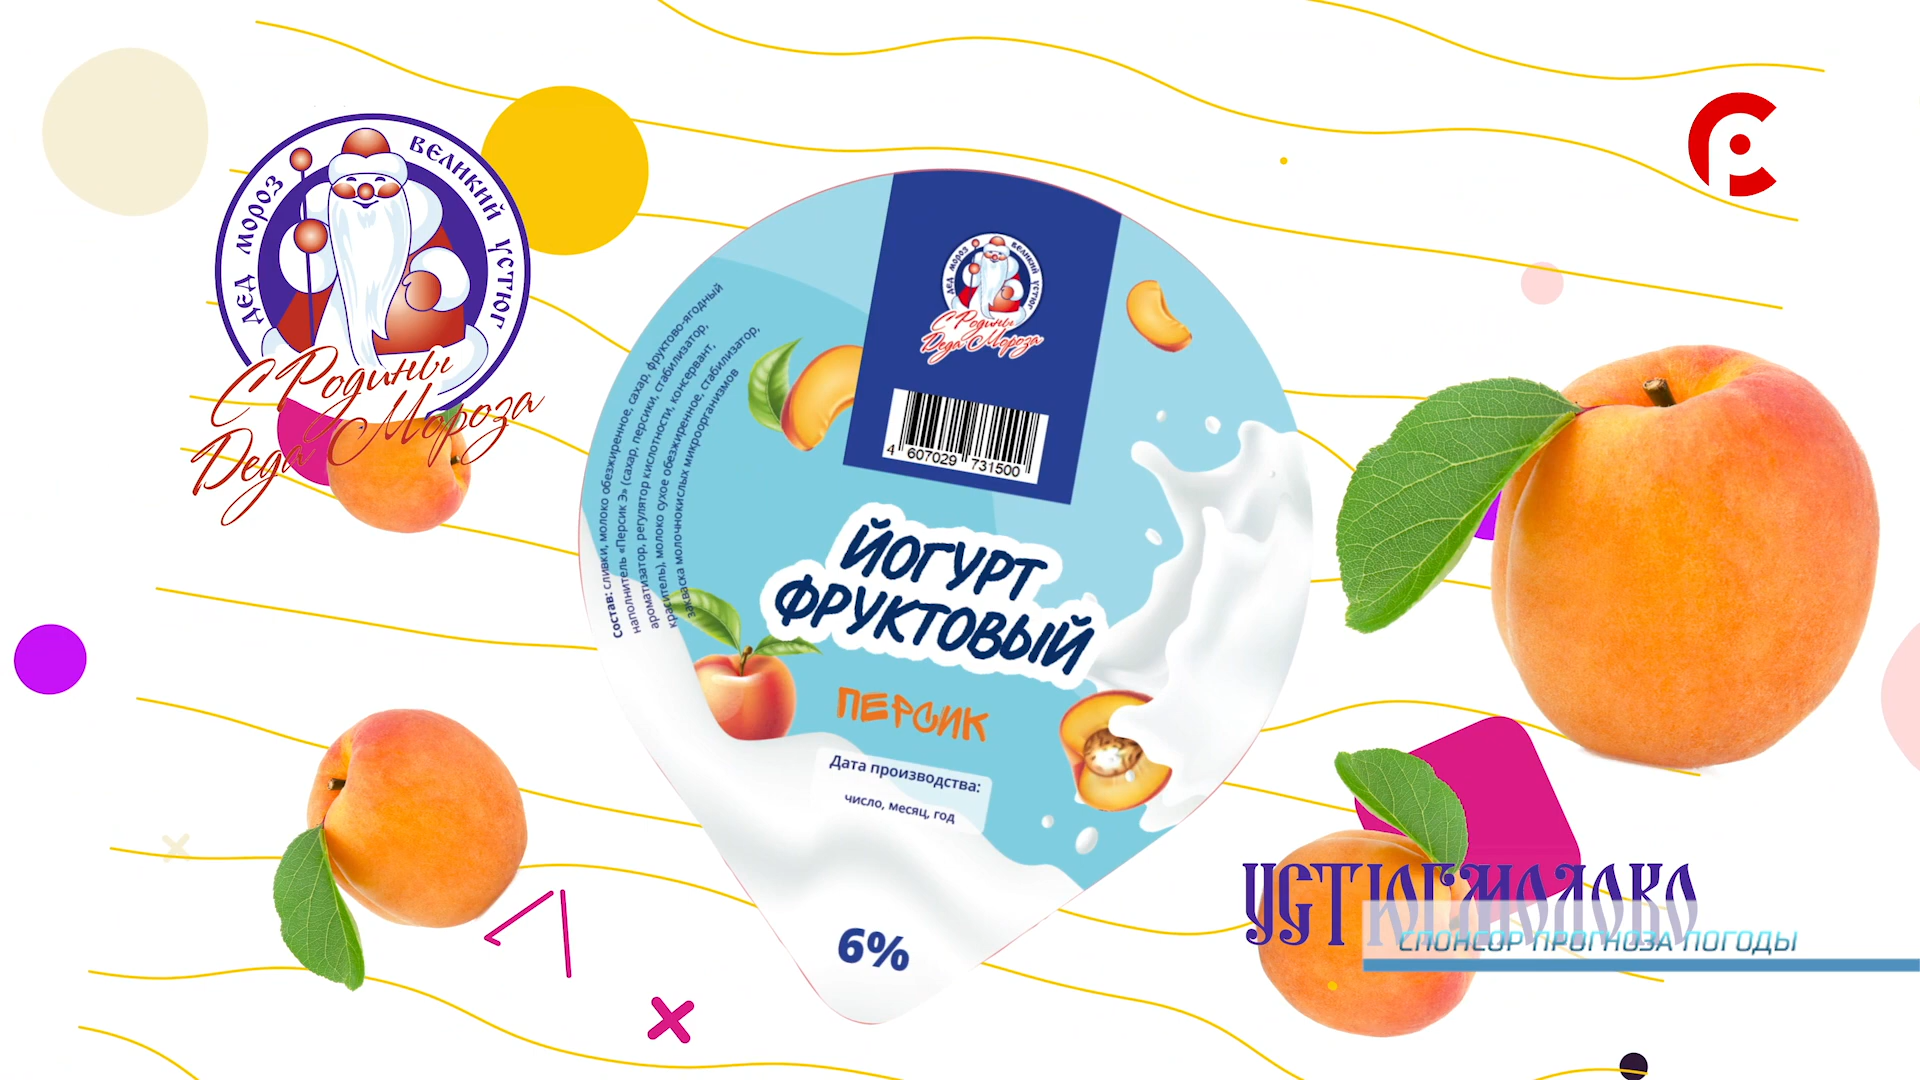 ДЕД МОРОЗ ВЕЛИКИЙ УСТЮГ
С Родины
Деда Мороза
ДЕД МОРОЗ ВЕЛИКИЙ УСТЮГ
С Родины
Деда Мороза
4 607029 731500
Состав: сливки, молоко обезжиренное, сахар, фруктово-ягодный
наполнитель «Персик Э» (сахар, персики, стабилизатор,
ароматизатор, регулятор кислотности, консервант,
краситель), молоко сухое обезжиренное, стабилизатор,
закваска молочнокислых микроорганизмов
ЙОГУРТ
ФРУКТОВЫЙ
ПЕРСИК
Дата производства:
число, месяц, год
6%
УСТЮГМОЛОКО
СПОНСОР ПРОГНОЗА ПОГОДЫ